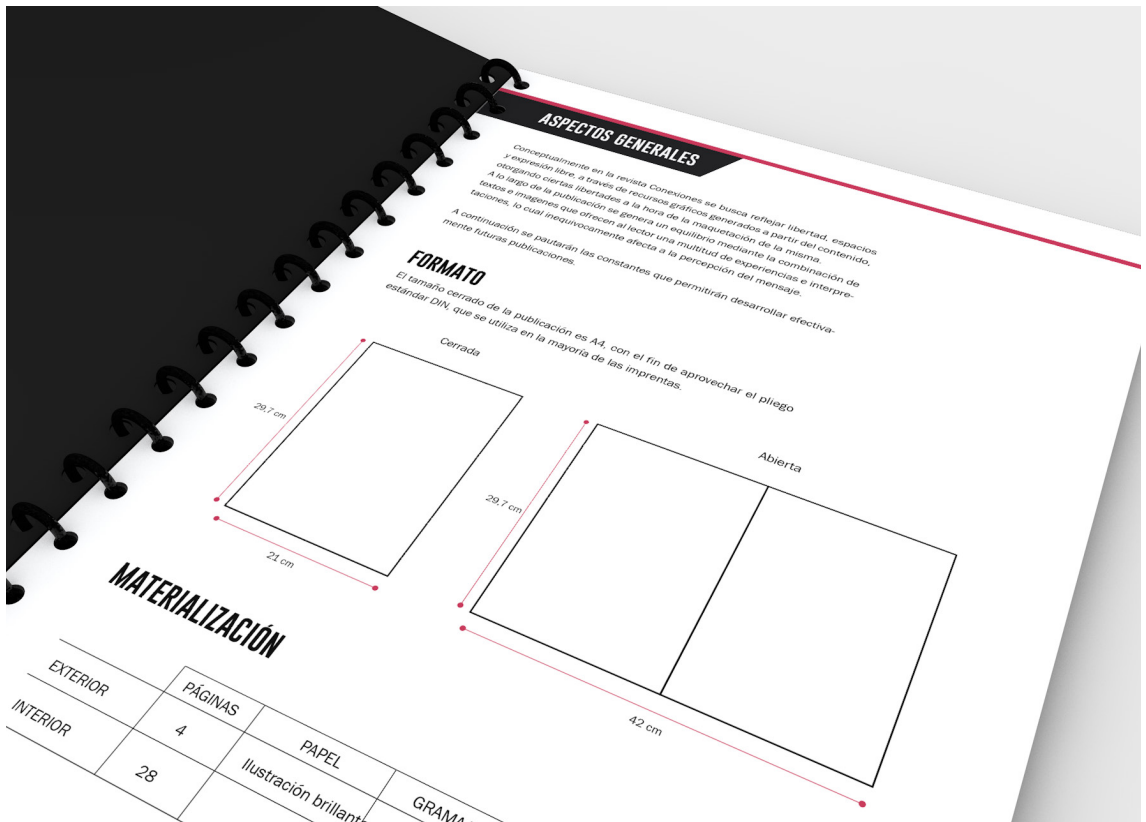 ASPECTOS GENERALES
Conceptualmente en la revista Conexiones se busca reflejar libertad, espacios
y expresión libre, a través de recursos gráficos generados a partir del contenido,
otorgando ciertas libertades a la hora de la maquetación de la misma.
A lo largo de la publicación se genera un equilibrio mediante la combinación de
textos e imagenes que ofrecen al lector una multitud de experiencias e interpre-
taciones, lo cual inequivocamente afecta a la percepción del mensaje.
A continuación se pautarán las constantes que permitirán desarrollar efectiva-
mente futuras publicaciones.
FORMATO
El tamaño cerrado de la publicación es A4, con el fin de aprovechar el pliego
estándar DIN, que se utiliza en la mayoría de las imprentas.
Cerrada
29.7 cm
21 cm
Abierta
29.7 cm
42 cm
MATERIALIZACIÓN
PÁGINAS
PAPEL
EXTERIOR
4
Ilustración
INTERIOR
28